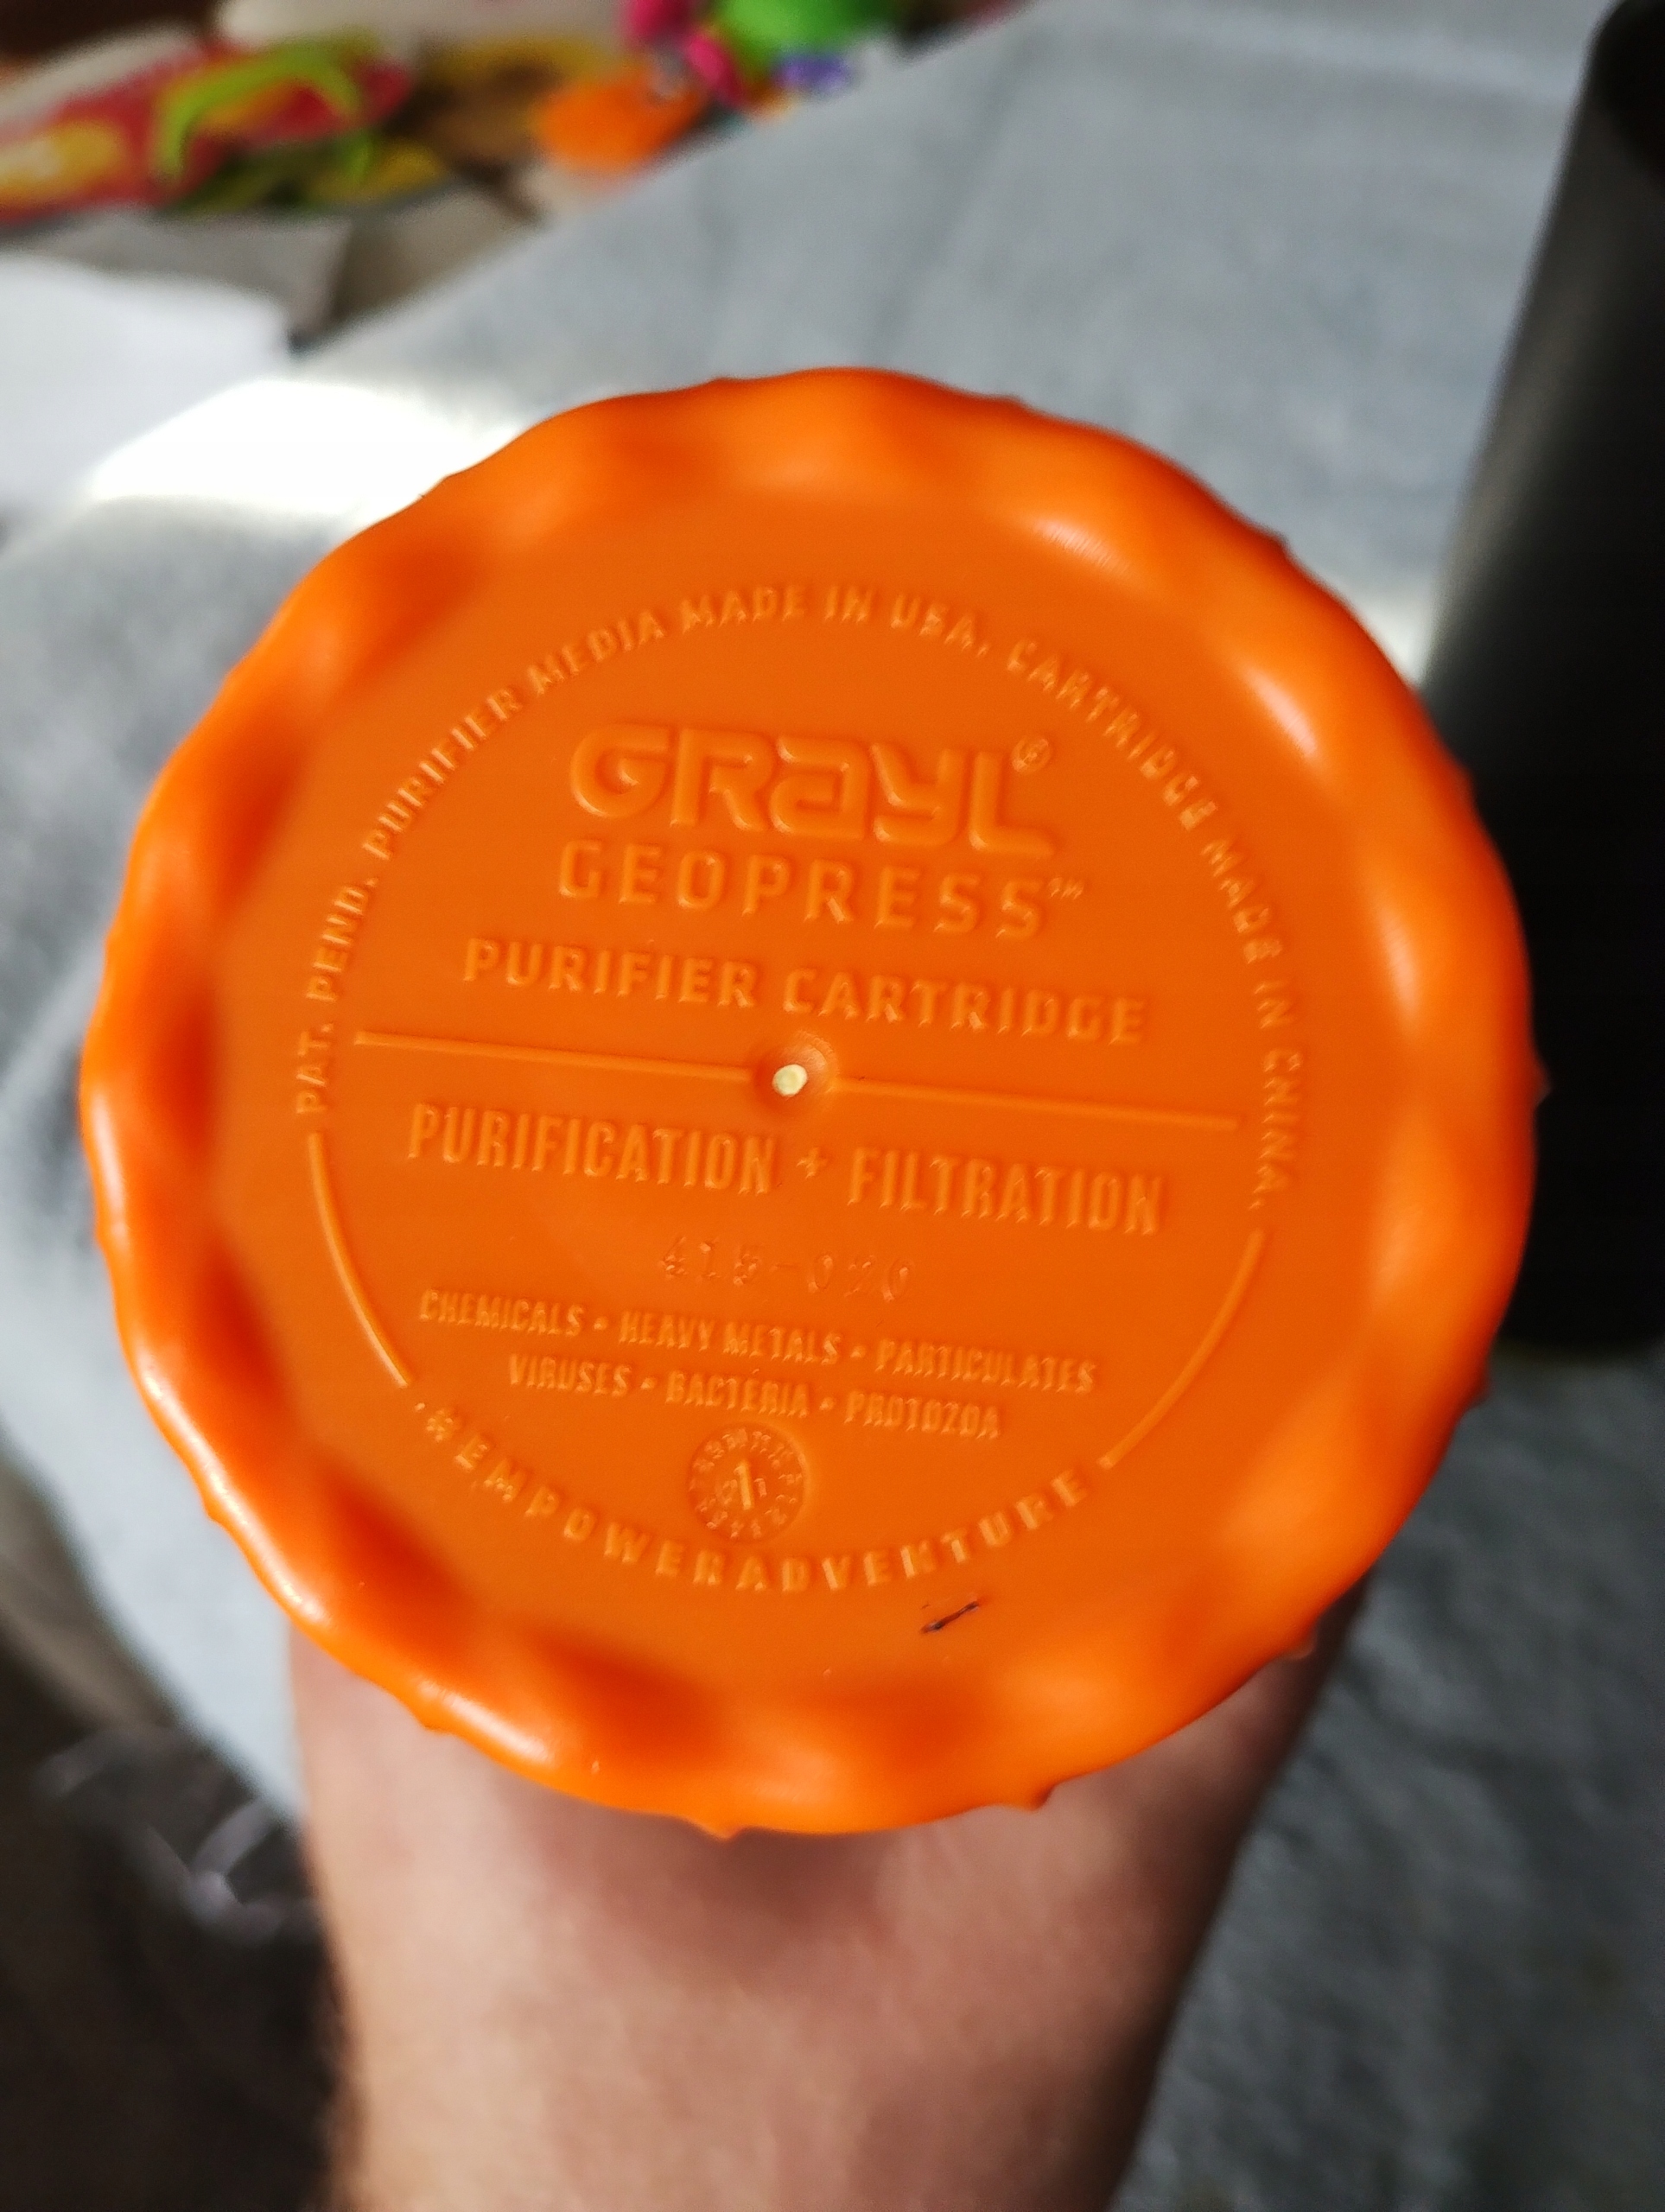 PAT. PEND. PURIFIER MEDIA MADE IN USA. CARTRIDGE MADE IN CHINA.
GRAYL®
GEOPRESS™
PURIFIER CARTRIDGE
PURIFICATION + FILTRATION
CHEMICALS • HEAVY METALS • PARTICULATES
VIRUSES • BACTERIA • PROTOZOA
#EMPOWERADVENTURE